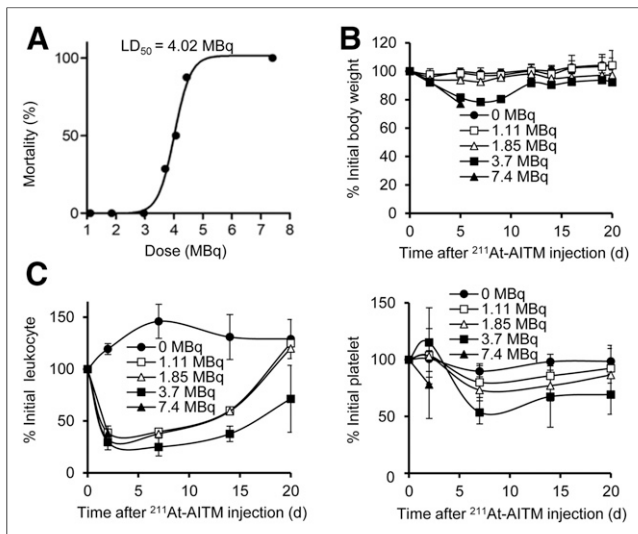 A
LD50 = 4.02 MBq
Mortality (%)
100
50
0
1 2 3 4 5 6 7 8
Dose (MBq)
B
% Initial body weight
120
100
80
60
40
20
0
0 MBq
1.11 MBq
1.85 MBq
3.7 MBq
7.4 MBq
0 5 10 15 20
Time after 211At-AITM injection (d)
C
% Initial leukocyte
150
100
50
0
0 MBq
1.11 MBq
1.85 MBq
3.7 MBq
7.4 MBq
0 5 10 15 20
Time after 211At-AITM injection (d)
% Initial platelet
150
100
50
0
0 MBq
1.11 MBq
1.85 MBq
3.7 MBq
7.4 MBq
0 5 10 15 20
Time after 211At-AITM injection (d)